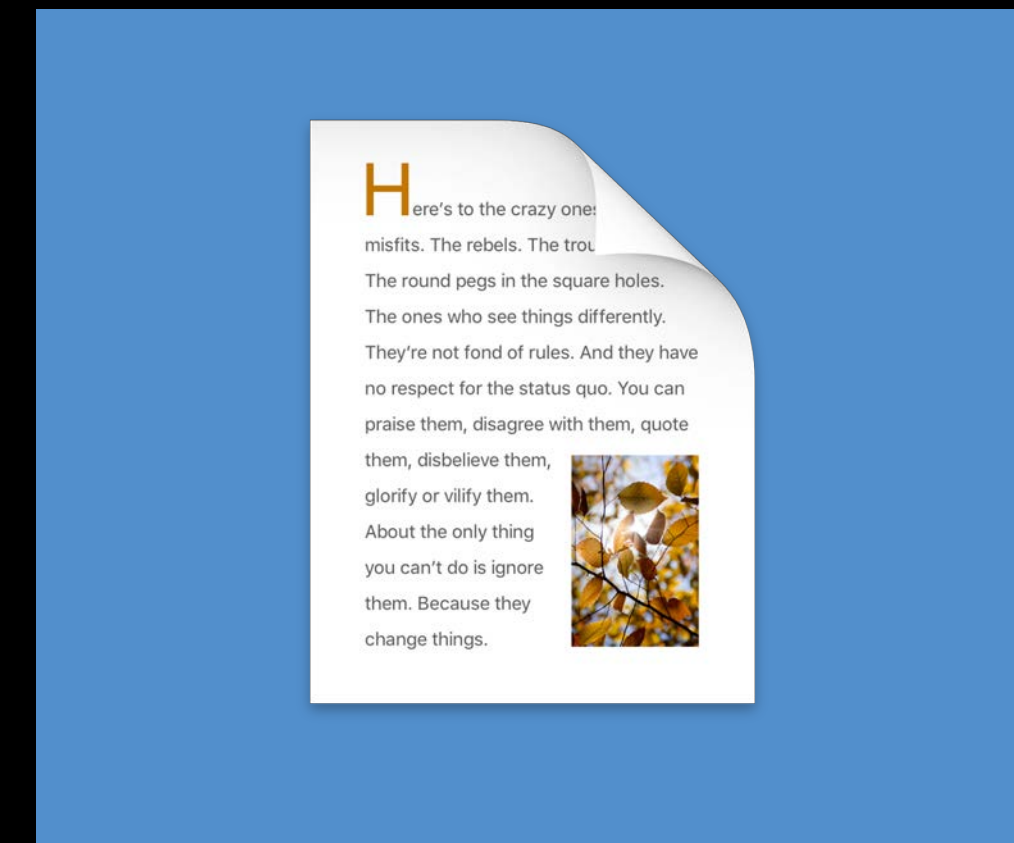 Here’s to the crazy
misfits. The rebels. The
The round pegs in the square holes.
The ones who see things differently.
They’re not fond of rules. And they have
no respect for the status quo. You can
praise them, disagree with them, quote
them, disbelieve them,
glorify or vilify them.
About the only thing
you can’t do is ignore
them. Because they
change things.